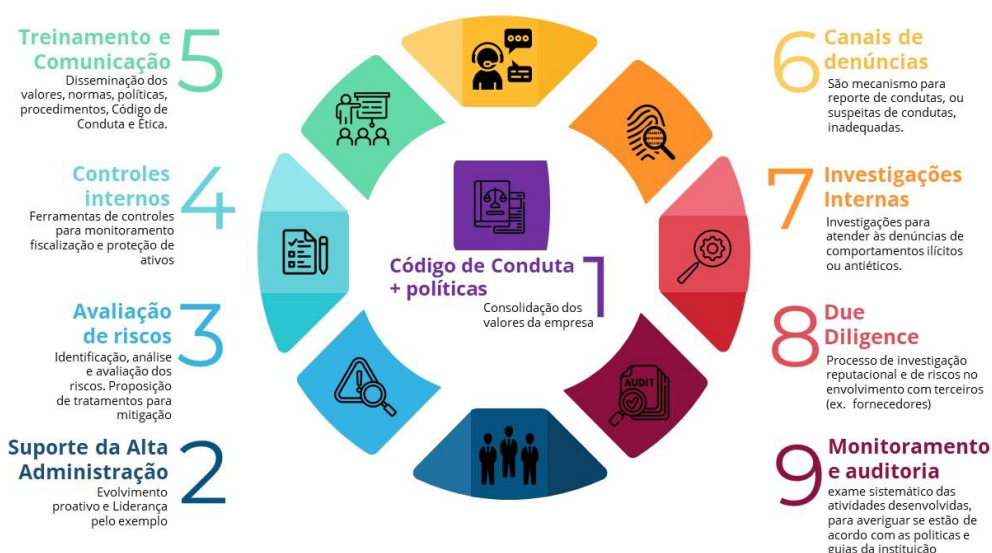 5
Treinamento e
Comunicação
Disseminação dos
valores, normas, políticas,
procedimentos, Código de
Conduta e Ética.
4
Controles
internos
Ferramentas de controles
para monitoramento
fiscalização e proteção de
ativos
3
Avaliação
de riscos
Identificação, análise
e avaliação dos
riscos. Proposição
de tratamentos para
mitigação
2
Suporte da Alta
Administração
Evolvimento
proativo e Liderança
pelo exemplo
1
Código de Conduta
+ políticas
Consolidação dos
valores da empresa
AUDIT
6
Canais de
denúncias
São mecanismo para
reporte de condutas, ou
suspeitas de condutas,
inadequadas.
7
Investigações
Internas
Investigações para
atender às denúncias de
comportamentos ilícitos
ou antiéticos.
8
Due
Diligence
Processo de investigação
reputacional e de riscos no
envolvimento com terceiros
(ex. fornecedores)
9
Monitoramento
e auditoria
exame sistemático das
atividades desenvolvidas,
para averiguar se estão de
acordo com as politicas e
guias da instituição